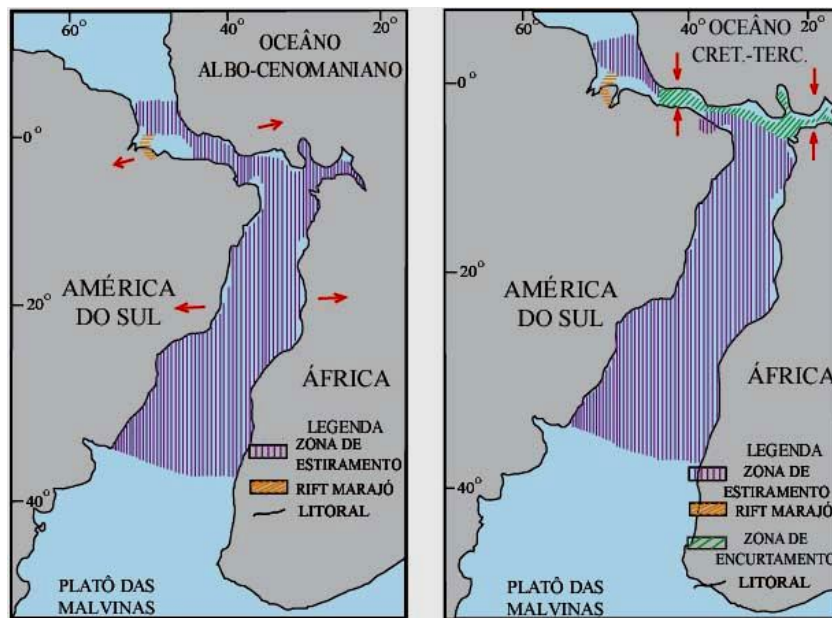 60°
40°
20°
OCEÂNO
ALBO-CENOMANIANO
0°
AMÉRICA
DO SUL
20°
ÁFRICA
LEGENDA
ZONA DE
ESTIRAMENTO
RIFT MARAJÓ
LITORAL
40°
PLATÔ DAS
MALVINAS
60°
40°
20°
OCEÂNO
CRET.-TERC.
0°
20°
AMÉRICA
DO SUL
ÁFRICA
LEGENDA
ZONA DE
ESTIRAMENTO
RIFT MARAJÓ
ZONA DE
ENCURTAMENTO
LITORAL
40°
PLATÔ DAS
MALVINAS